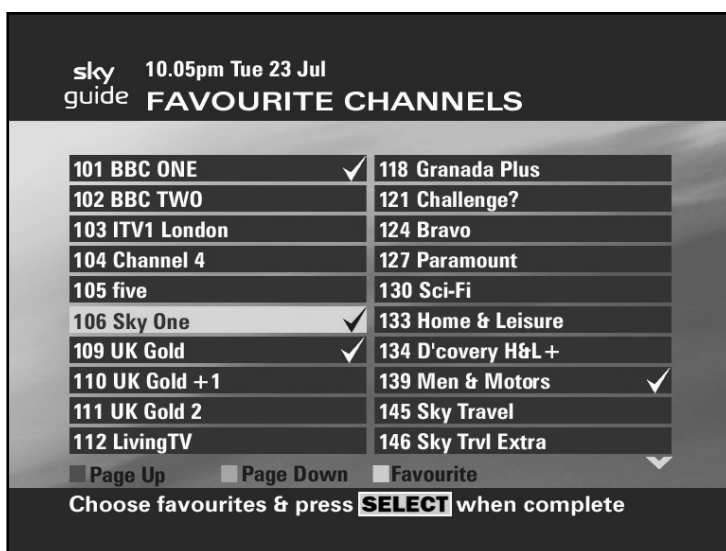 sky guide
10.05pm Tue 23 Jul
FAVOURITE CHANNELS
101 BBC ONE
102 BBC TWO
103 ITV1 London
104 Channel 4
105 five
106 Sky One
109 UK Gold
110 UK Gold +1
111 UK Gold 2
112 LivingTV
118 Granada Plus
121 Challenge?
124 Bravo
127 Paramount
130 Sci-Fi
133 Home & Leisure
134 D'covery H&L+
139 Men & Motors
145 Sky Travel
146 Sky Trvl Extra
Page Up Page Down Favourite
Choose favourites & press SELECT when complete